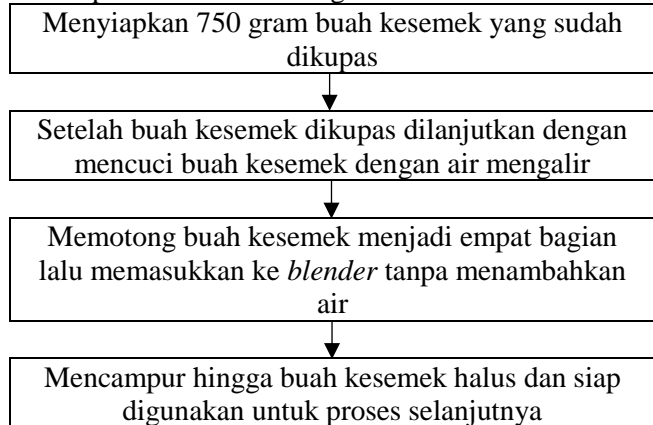 Menyiapkan 750 gram buah kesemek yang sudah
dikupas
Setelah buah kesemek dikupas dilanjutkan dengan
mencuci buah kesemek dengan air mengalir
Memotong buah kesemek menjadi empat bagian
lalu memasukkan ke blender tanpa menambahkan
air
Mencampur hingga buah kesemek halus dan siap
digunakan untuk proses selanjutnya